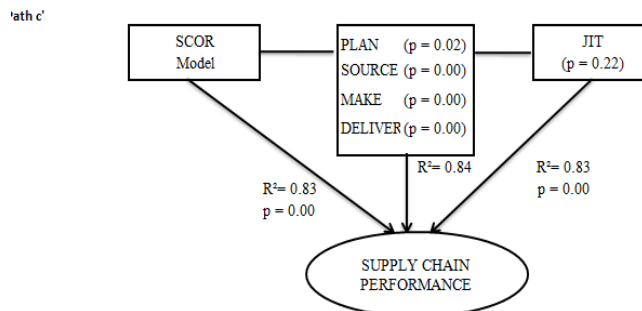 Path c'
SCOR
Model
PLAN (p = 0.02)
SOURCE (p = 0.00)
MAKE (p = 0.00)
DELIVER (p = 0.00)
JIT
(p = 0.22)
R²= 0.83
p = 0.00
R²= 0.84
R²= 0.83
p = 0.00
SUPPLY CHAIN
PERFORMANCE